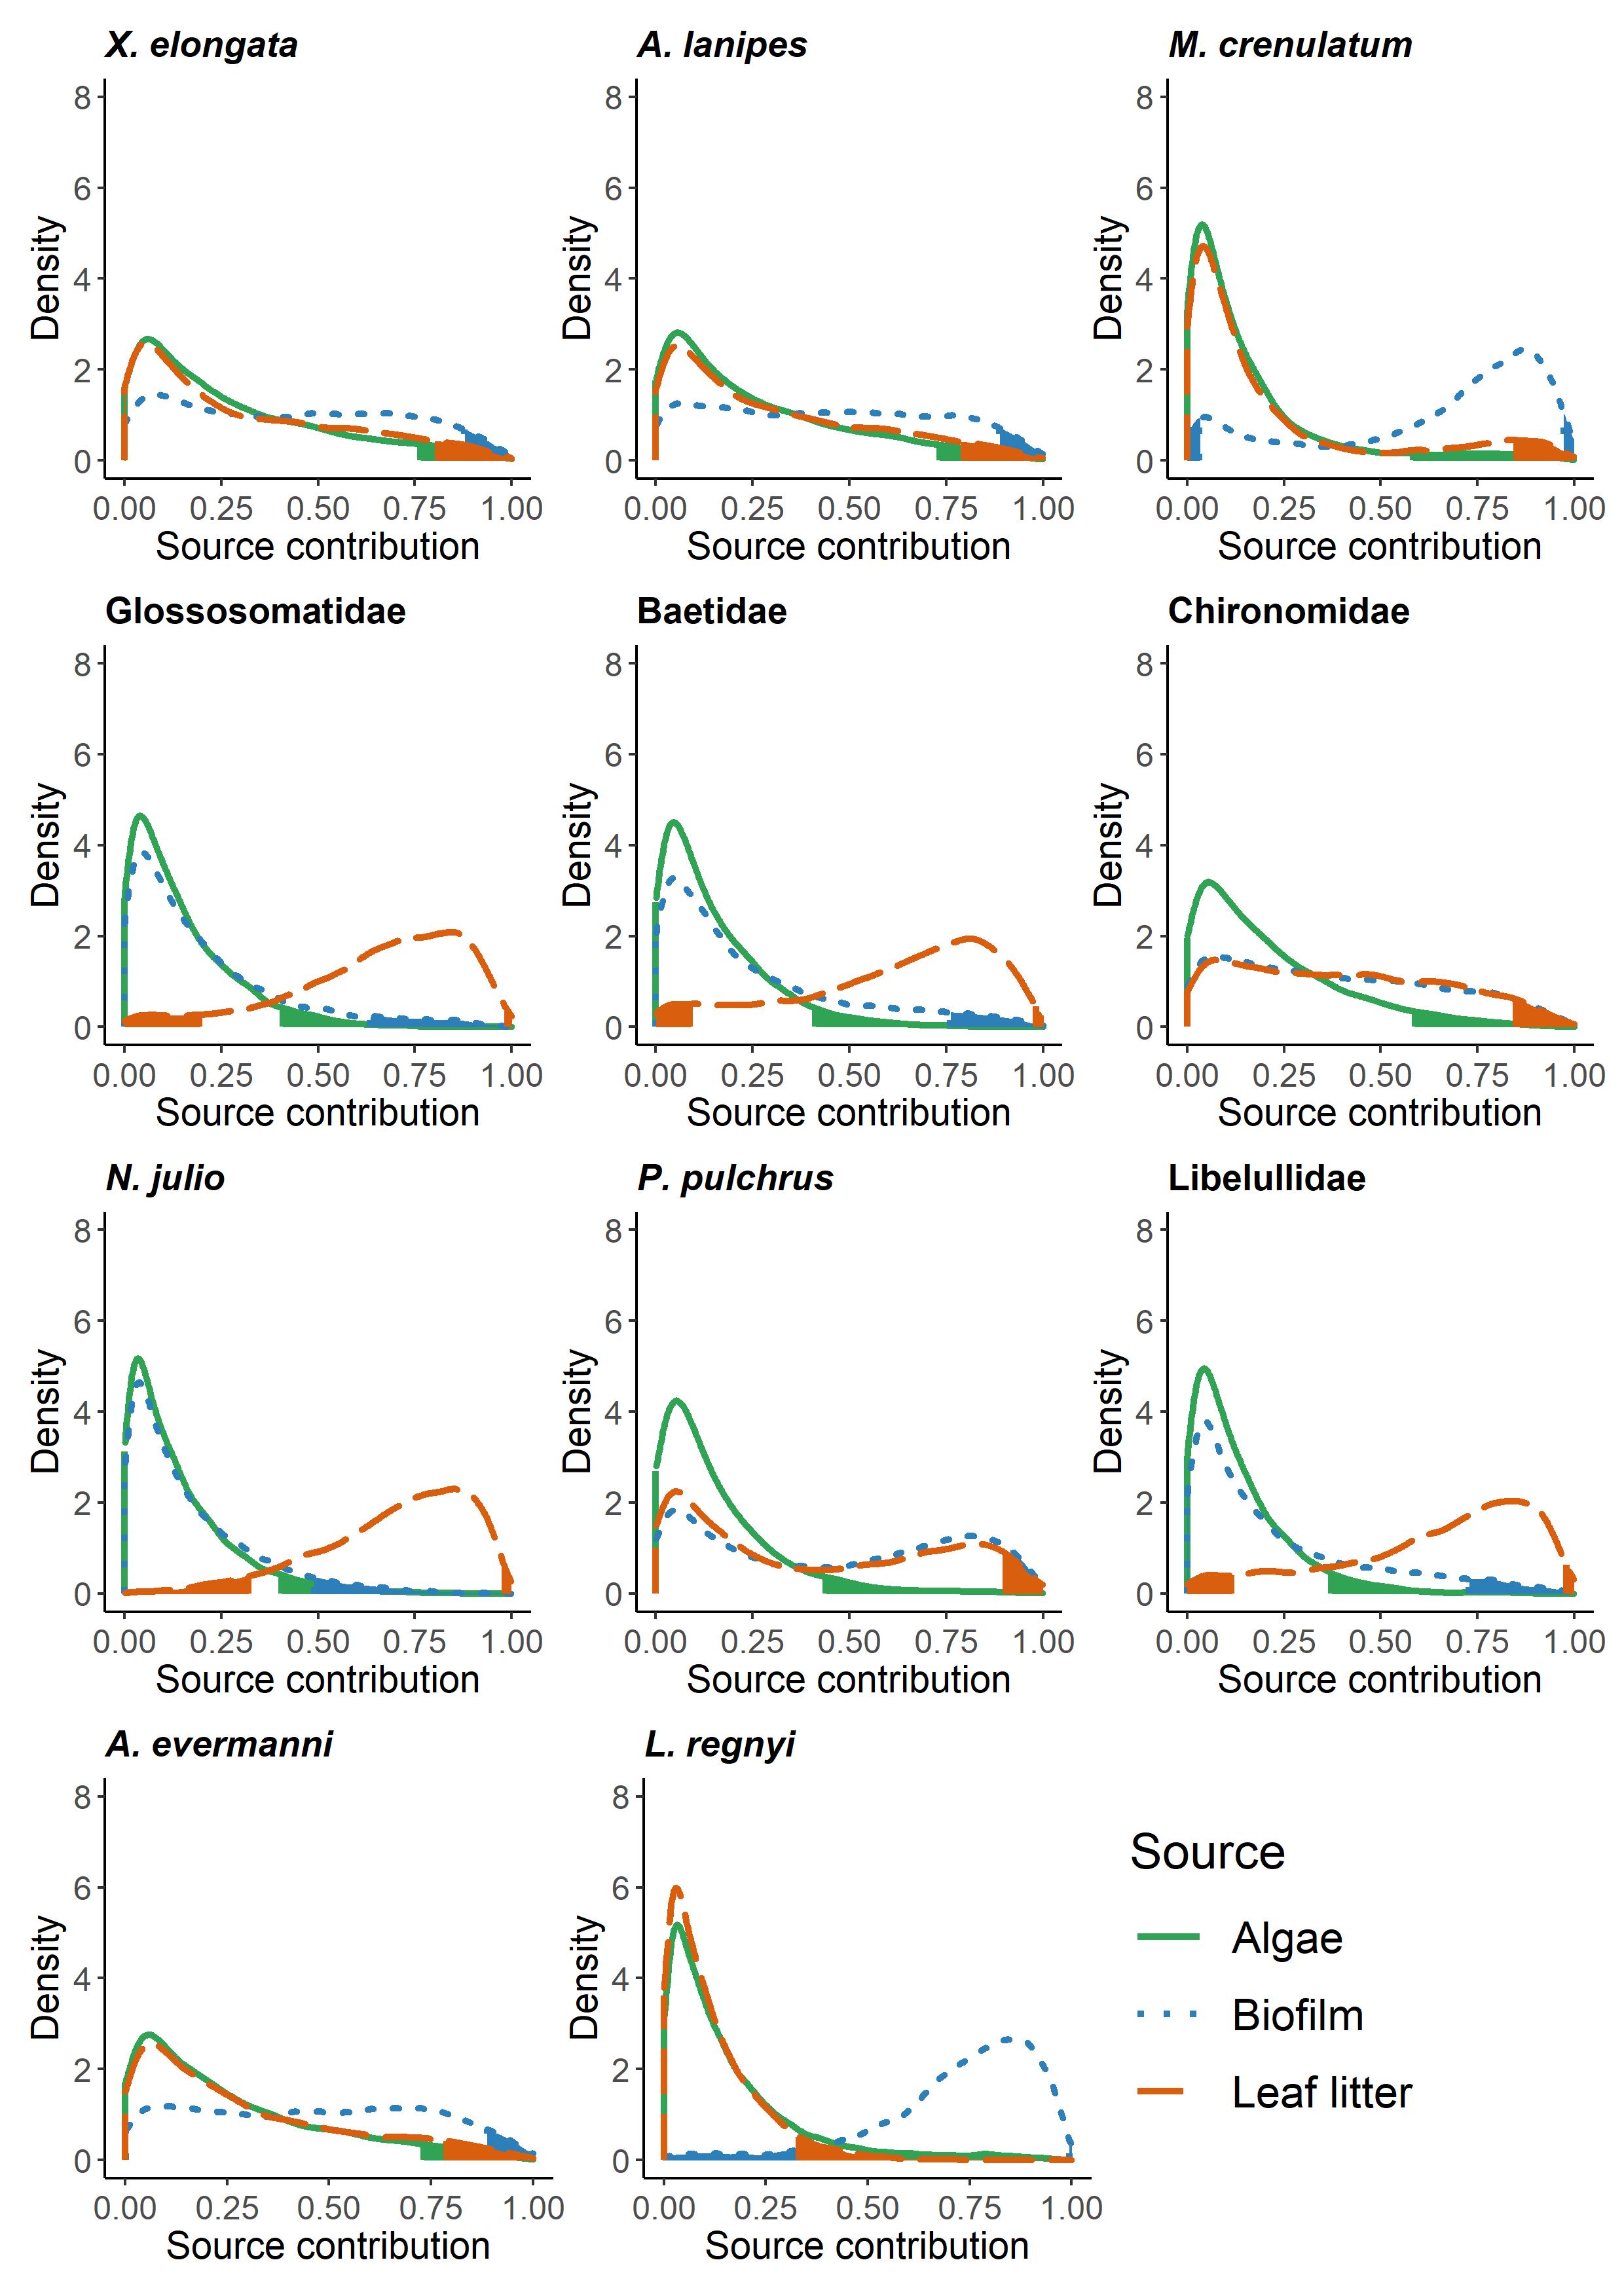 X. elongata
A. lanipes
M. crenulatum
8
6
4
2
0
Density
0.00 0.25 0.50 0.75 1.00
Source contribution
8
6
4
2
0
Density
0.00 0.25 0.50 0.75 1.00
Source contribution
8
6
4
2
0
Density
0.00 0.25 0.50 0.75 1.00
Source contribution
Glossosomatidae
Baetidae
Chironomidae
8
6
4
2
0
Density
0.00 0.25 0.50 0.75 1.00
Source contribution
8
6
4
2
0
Density
0.00 0.25 0.50 0.75 1.00
Source contribution
8
6
4
2
0
Density
0.00 0.25 0.50 0.75 1.00
Source contribution
N. julio
P. pulchrus
Libelullidae
8
6
4
2
0
Density
0.00 0.25 0.50 0.75 1.00
Source contribution
8
6
4
2
0
Density
0.00 0.25 0.50 0.75 1.00
Source contribution
8
6
4
2
0
Density
0.00 0.25 0.50 0.75 1.00
Source contribution
A. evermanni
L. regnyi
8
6
4
2
0
Density
0.00 0.25 0.50 0.75 1.00
Source contribution
8
6
4
2
0
Density
0.00 0.25 0.50 0.75 1.00
Source contribution
Source
Algae
Biofilm
Leaf litter